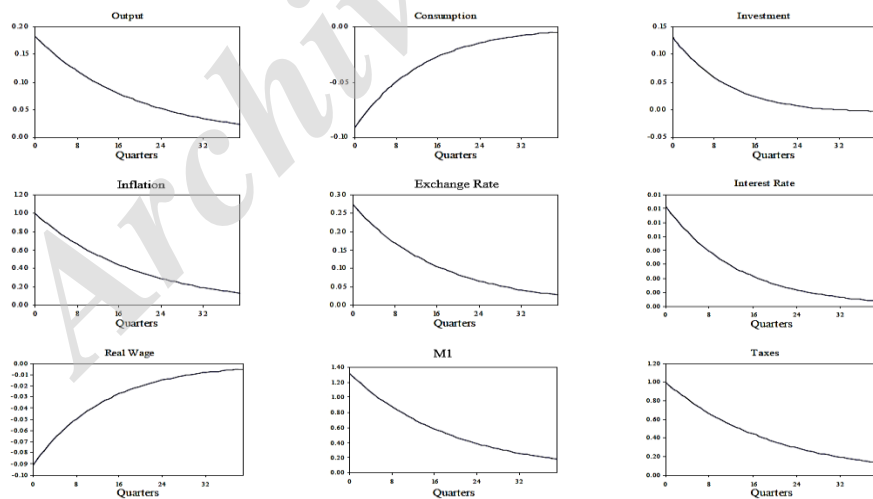 Output
0.20
0.15
0.10
0.05
0.00
0 8 16 24 32
Quarters
Consumption
0.00
-0.05
-0.10
0 8 16 24 32
Quarters
Investment
0.15
0.10
0.05
0.00
-0.05
0 8 16 24 32
Quarters
Inflation
1.20
1.00
0.80
0.60
0.40
0.20
0.00
0 8 16 24 32
Quarters
Exchange Rate
0.30
0.25
0.20
0.15
0.10
0.05
0.00
0 8 16 24 32
Quarters
Interest Rate
0.01
0.01
0.01
0.01
0.00
0.00
0.00
0.00
0.00
0 8 16 24 32
Quarters
Real Wage
0.00
-0.01
-0.02
-0.03
-0.04
-0.05
-0.06
-0.07
-0.08
-0.09
-0.10
0 8 16 24 32
Quarters
M1
1.40
1.20
1.00
0.80
0.60
0.40
0.20
0.00
0 8 16 24 32
Quarters
Taxes
1.20
1.00
0.80
0.60
0.40
0.20
0.00
0 8 16 24 32
Quarters
Archiv